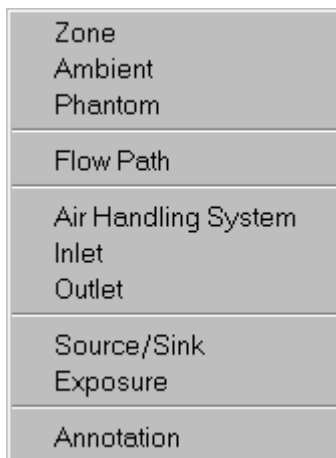 Zone
Ambient
Phantom
Flow Path
Air Handling System
Inlet
Outlet
Source/Sink
Exposure
Annotation